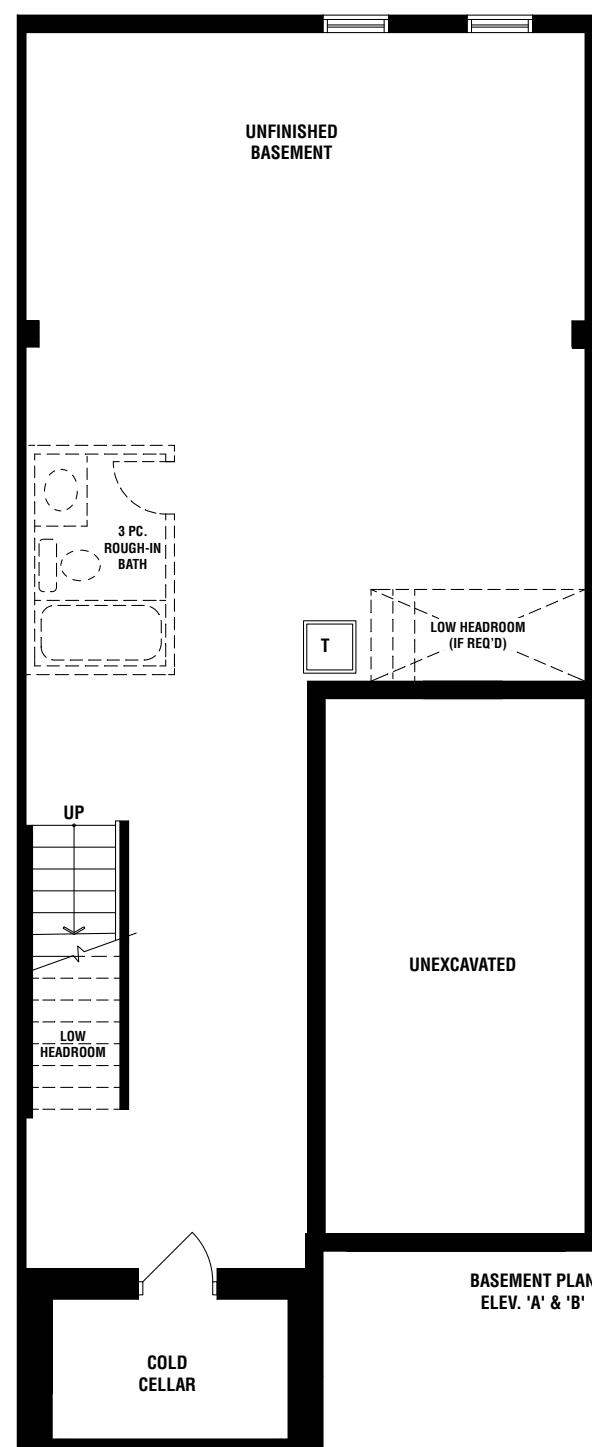 UNFINISHED
BASEMENT
3 PC.
ROUGH-IN
BATH
T
LOW HEADROOM
(IF REQ'D)
UP
UNEXCAVATED
LOW
HEADROOM
BASEMENT PLAN
ELEV. 'A' & 'B'
COLD
CELLAR